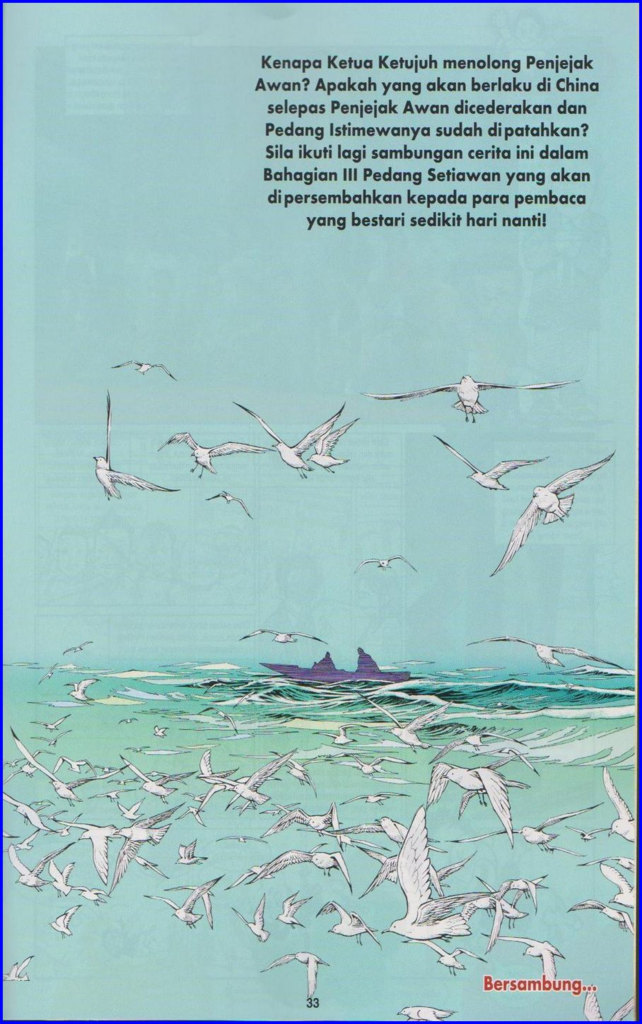 Kenapa Ketua Ketujuh menolong Penjejak
Awan? Apakah yang akan berlaku di China
selepas Penjejak Awan dicederakan dan
Pedang Istimewanya sudah dipatahkan?
Sila ikuti lagi sambungan cerita ini dalam
Bahagian III Pedang Setiawan yang akan
dipersembahkan kepada para pembaca
yang bestari sedikit hari nanti!
Bersambung...
33